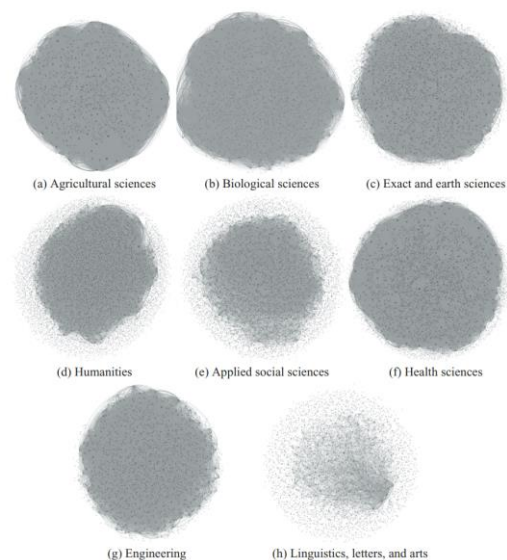 (a) Agricultural sciences
(b) Biological sciences
(c) Exact and earth sciences
(d) Humanities
(e) Applied social sciences
(f) Health sciences
(g) Engineering
(h) Linguistics, letters, and arts